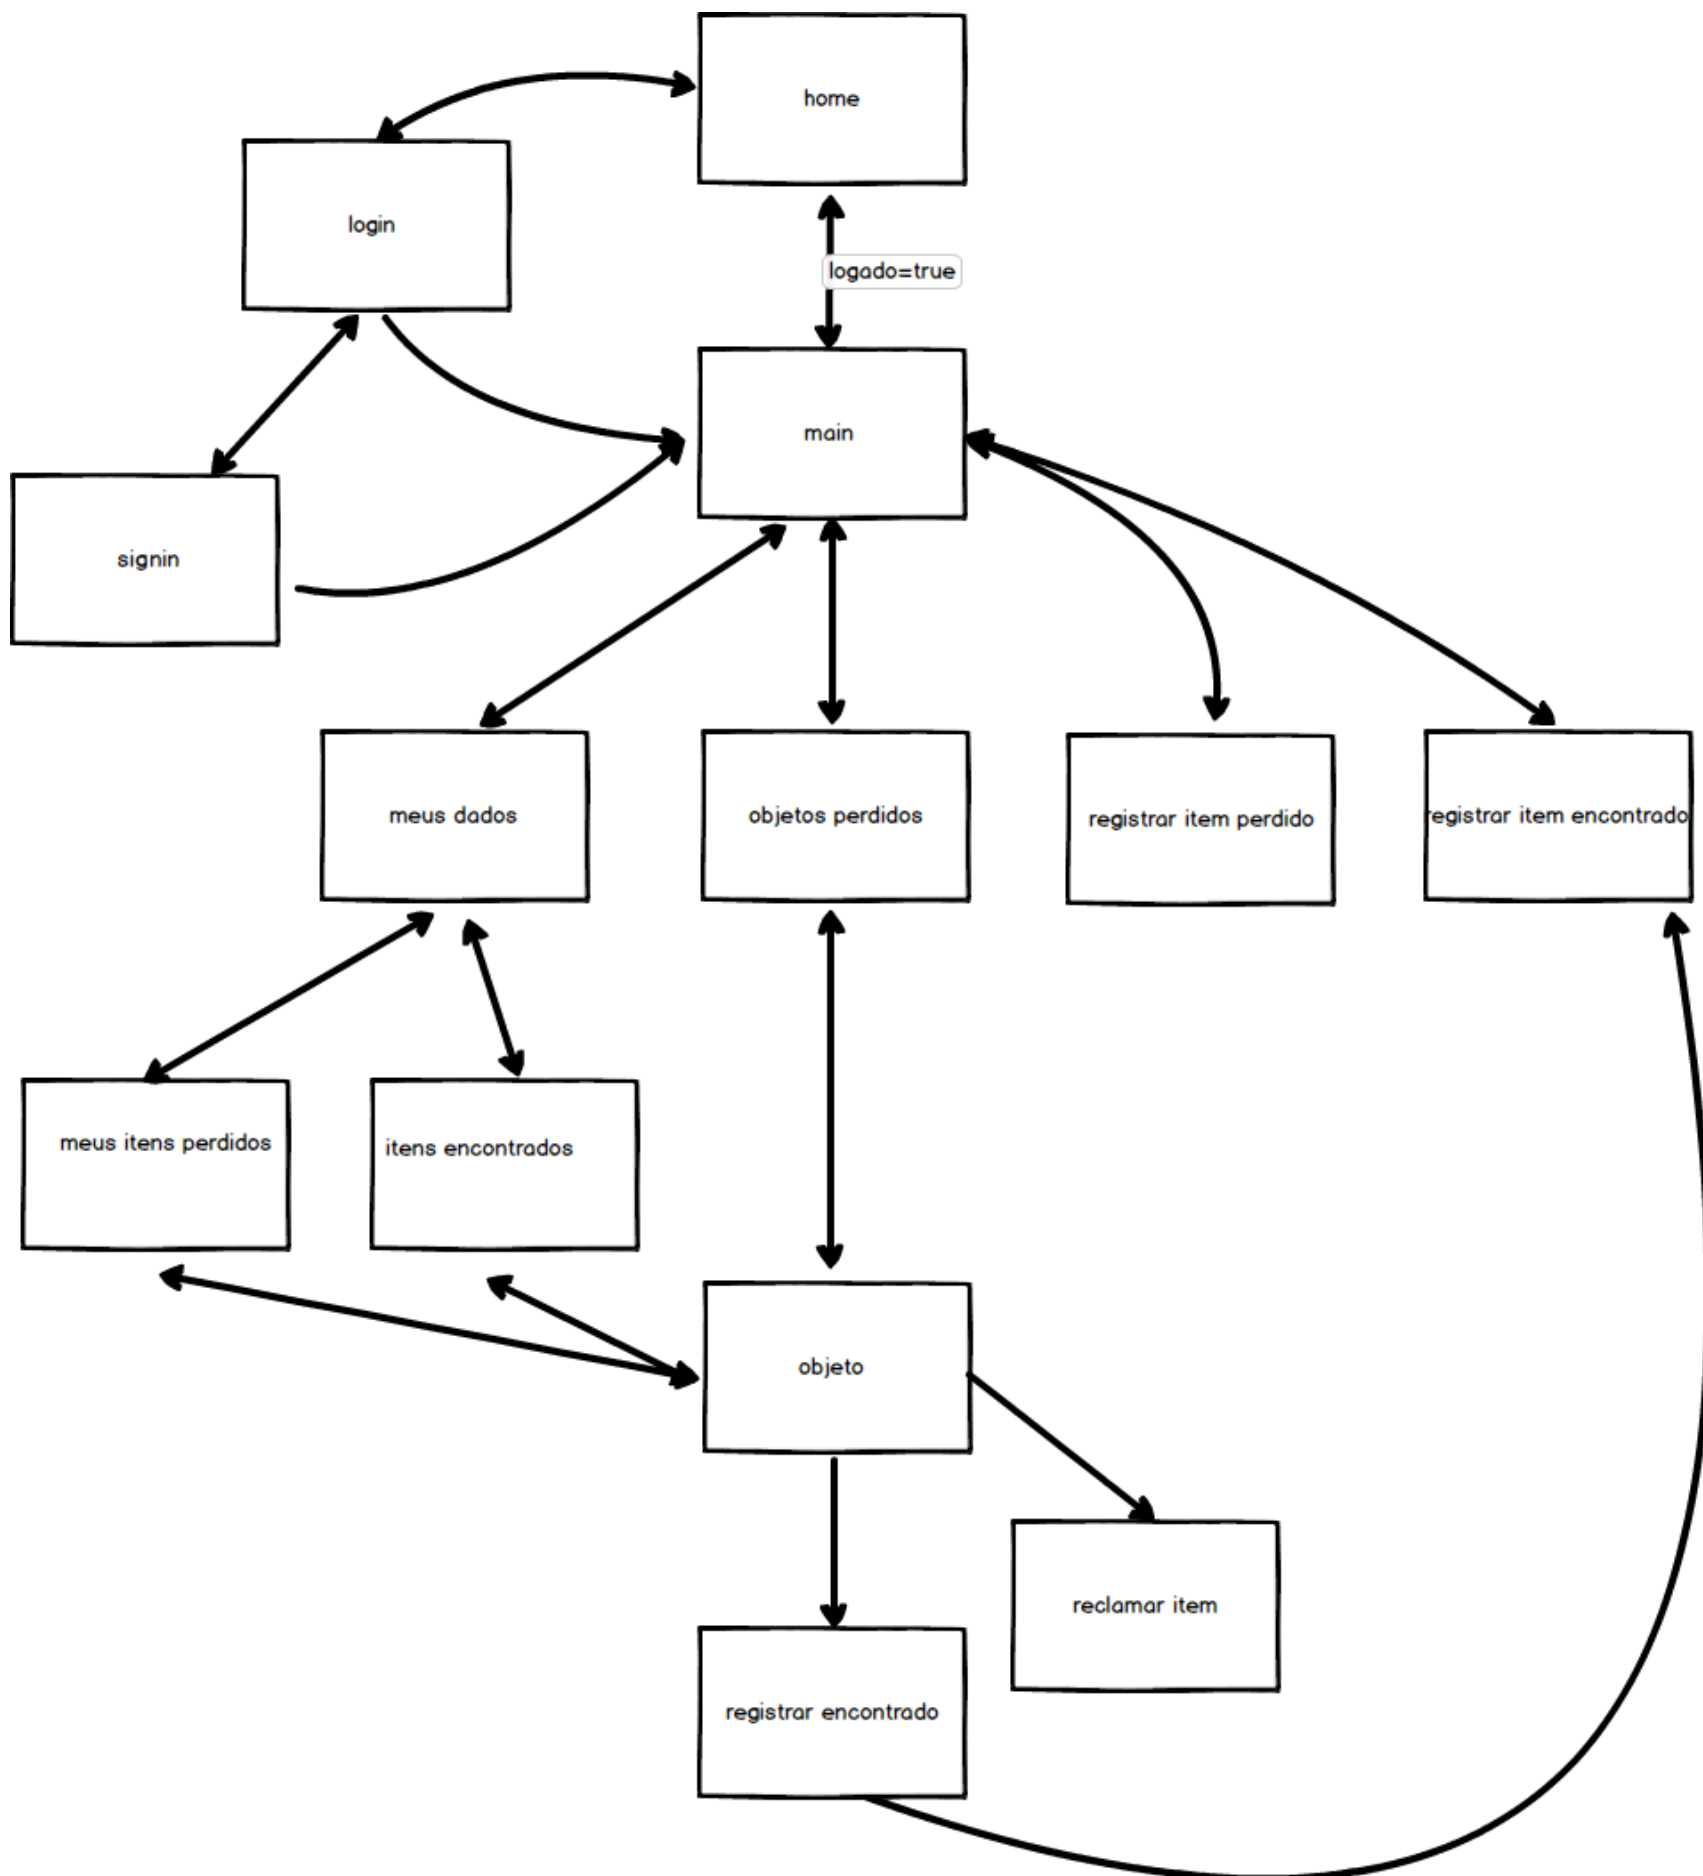 home
login
logado=true
main
signin
meus dados
objetos perdidos
registrar item perdido
registrar item encontrado
meus itens perdidos
itens encontrados
objeto
reclamar item
registrar encontrado